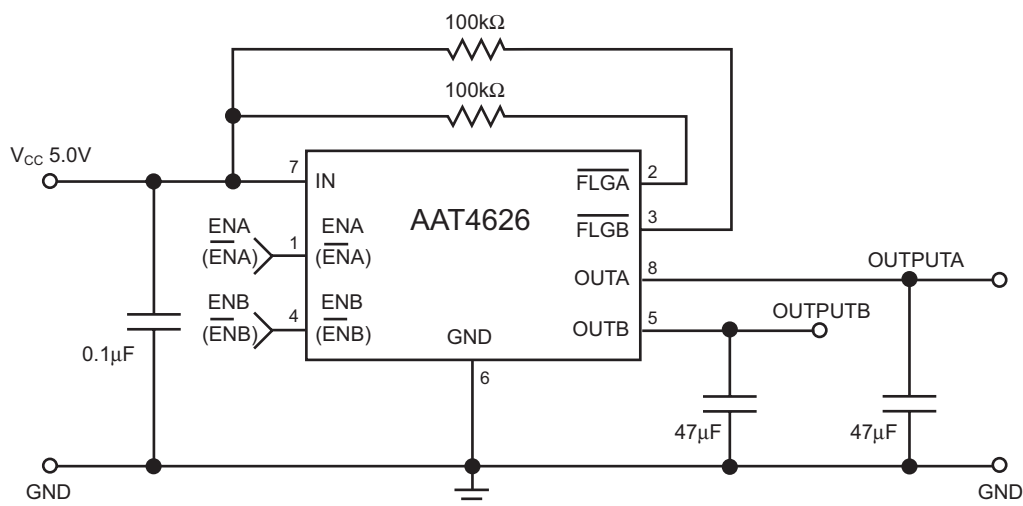 100kΩ
100kΩ
V_CC 5.0V
7
IN
FLGA
2
AAT4626
FLGB
3
ENA
(ENA)
1
ENA
(ENA)
OUTA
8
OUTPUTA
ENB
(ENB)
4
ENB
(ENB)
OUTB
5
OUTPUTB
GND
6
0.1μF
47μF
47μF
GND
GND